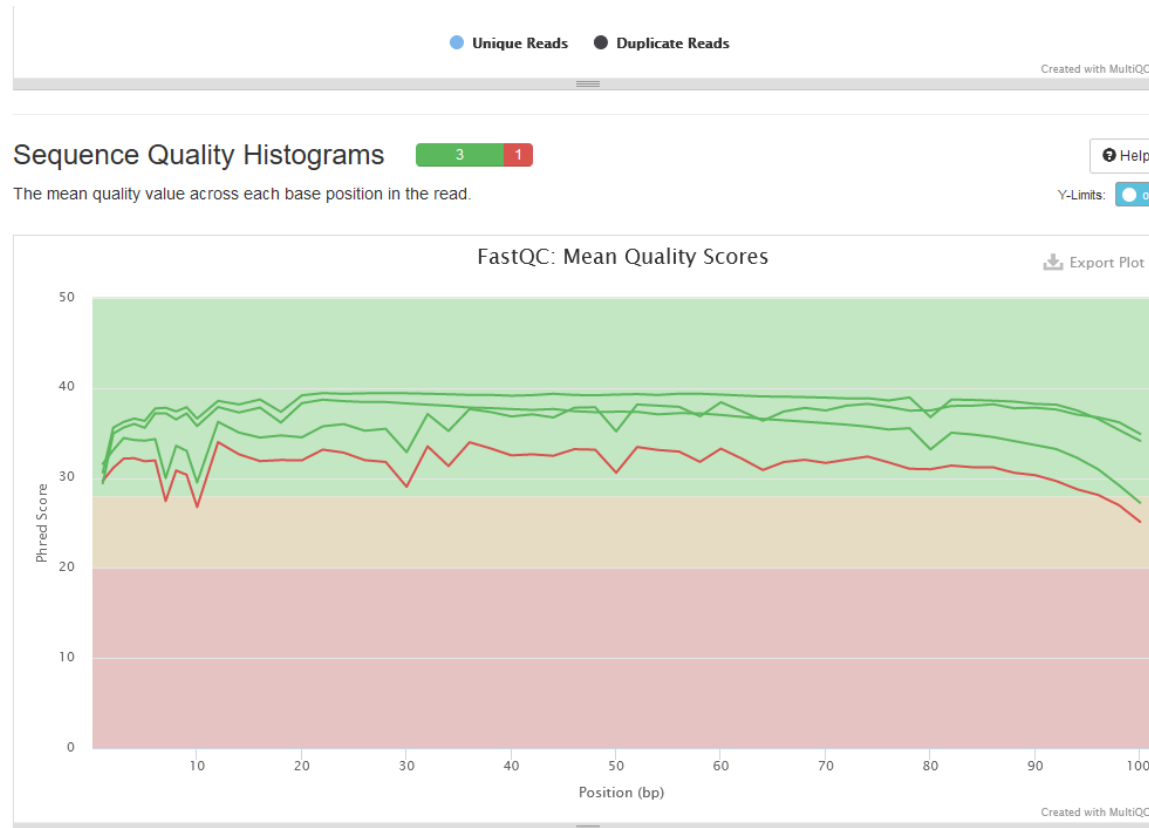 Unique Reads Duplicate Reads
Created with MultiQC
Sequence Quality Histograms 3 1
Help
The mean quality value across each base position in the read.
Y-Limits: o
FastQC: Mean Quality Scores
Export Plot
50
40
30
20
10
0
Phred Score
10 20 30 40 50 60 70 80 90 100
Position (bp)
Created with MultiQC